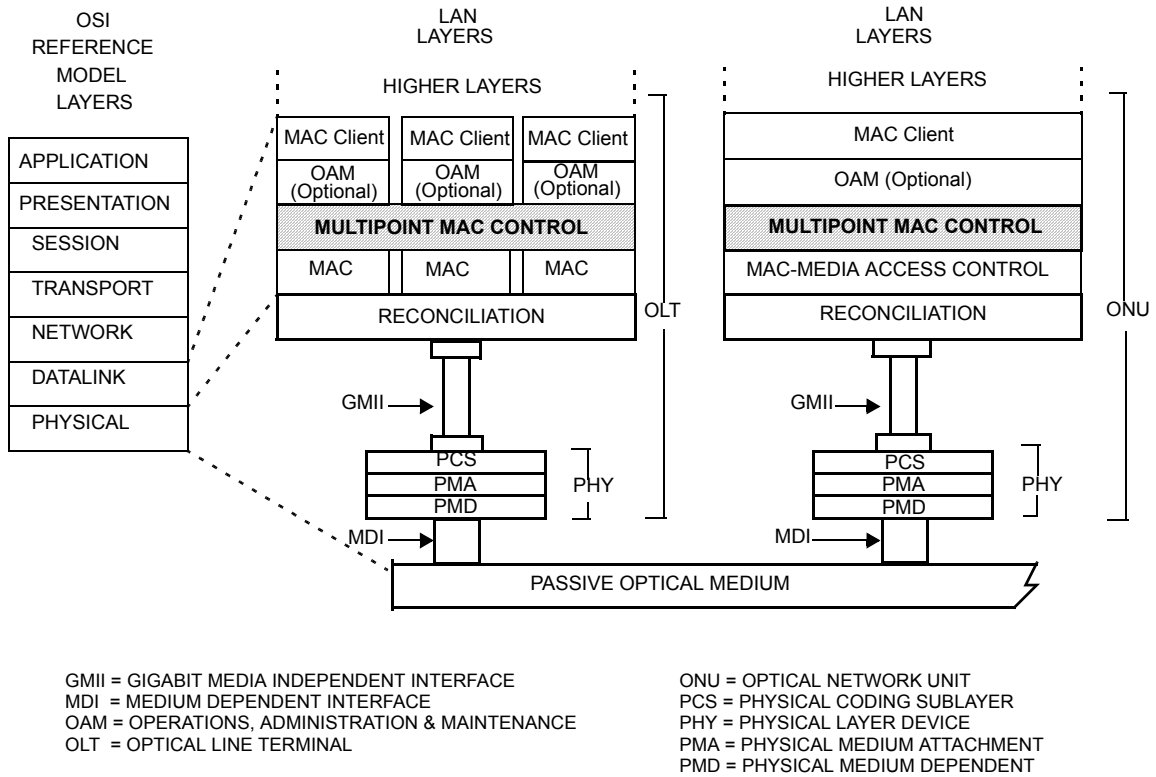 OSI
REFERENCE
MODEL
LAYERS
APPLICATION
PRESENTATION
SESSION
TRANSPORT
NETWORK
DATALINK
PHYSICAL
LAN
LAYERS
HIGHER LAYERS
MAC Client
MAC Client
MAC Client
OAM
(Optional)
OAM
(Optional)
OAM
(Optional)
MULTIPOINT MAC CONTROL
MAC
MAC
MAC
RECONCILIATION
OLT
GMII
PCS
PMA
PMD
PHY
MDI
LAN
LAYERS
HIGHER LAYERS
MAC Client
OAM (Optional)
MULTIPOINT MAC CONTROL
MAC-MEDIA ACCESS CONTROL
RECONCILIATION
ONU
GMII
PCS
PMA
PMD
PHY
MDI
PASSIVE OPTICAL MEDIUM
GMII = GIGABIT MEDIA INDEPENDENT INTERFACE
MDI = MEDIUM DEPENDENT INTERFACE
OAM = OPERATIONS, ADMINISTRATION & MAINTENANCE
OLT = OPTICAL LINE TERMINAL
ONU = OPTICAL NETWORK UNIT
PCS = PHYSICAL CODING SUBLAYER
PHY = PHYSICAL LAYER DEVICE
PMA = PHYSICAL MEDIUM ATTACHMENT
PMD = PHYSICAL MEDIUM DEPENDENT